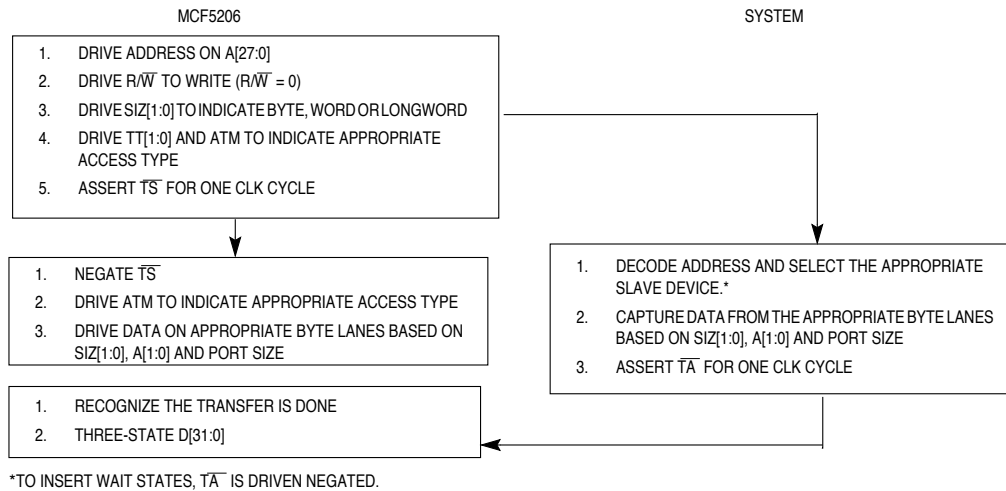 MCF5206
SYSTEM
1. DRIVE ADDRESS ON A[27:0]
2. DRIVE R/W̅ TO WRITE (R/W̅ = 0)
3. DRIVE SIZ[1:0] TO INDICATE BYTE, WORD OR LONGWORD
4. DRIVE TT[1:0] AND ATM TO INDICATE APPROPRIATE
ACCESS TYPE
5. ASSERT T̅S̅ FOR ONE CLK CYCLE
1. NEGATE T̅S̅
2. DRIVE ATM TO INDICATE APPROPRIATE ACCESS TYPE
3. DRIVE DATA ON APPROPRIATE BYTE LANES BASED ON
SIZ[1:0], A[1:0] AND PORT SIZE
1. DECODE ADDRESS AND SELECT THE APPROPRIATE
SLAVE DEVICE.*
2. CAPTURE DATA FROM THE APPROPRIATE BYTE LANES
BASED ON SIZ[1:0], A[1:0] AND PORT SIZE
3. ASSERT T̅A̅ FOR ONE CLK CYCLE
1. RECOGNIZE THE TRANSFER IS DONE
2. THREE-STATE D[31:0]
*TO INSERT WAIT STATES, T̅A̅ IS DRIVEN NEGATED.